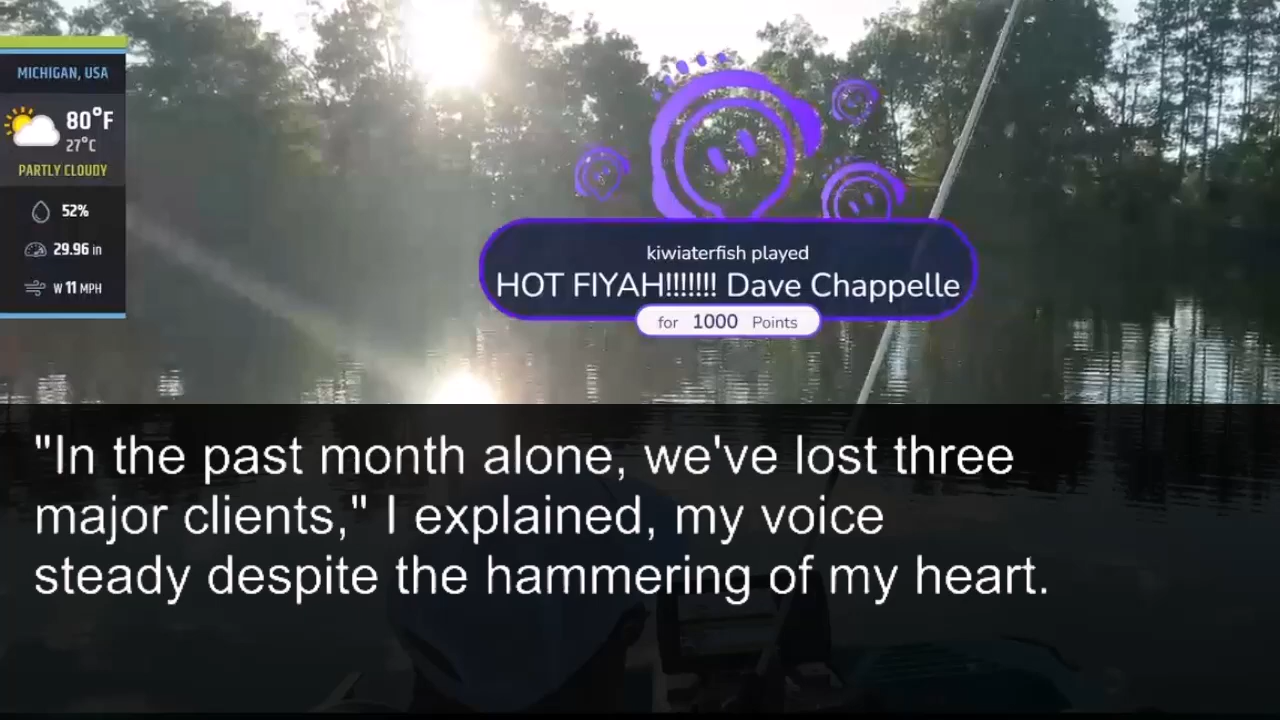 MICHIGAN, USA
80°F
27°C
PARTLY CLOUDY
52%
29.96 in
W 11 MPH
kiwiaterfish played
HOT FIYAH!!!!!!! Dave Chappelle
for 1000 Points
"In the past month alone, we've lost three
major clients," I explained, my voice
steady despite the hammering of my heart.